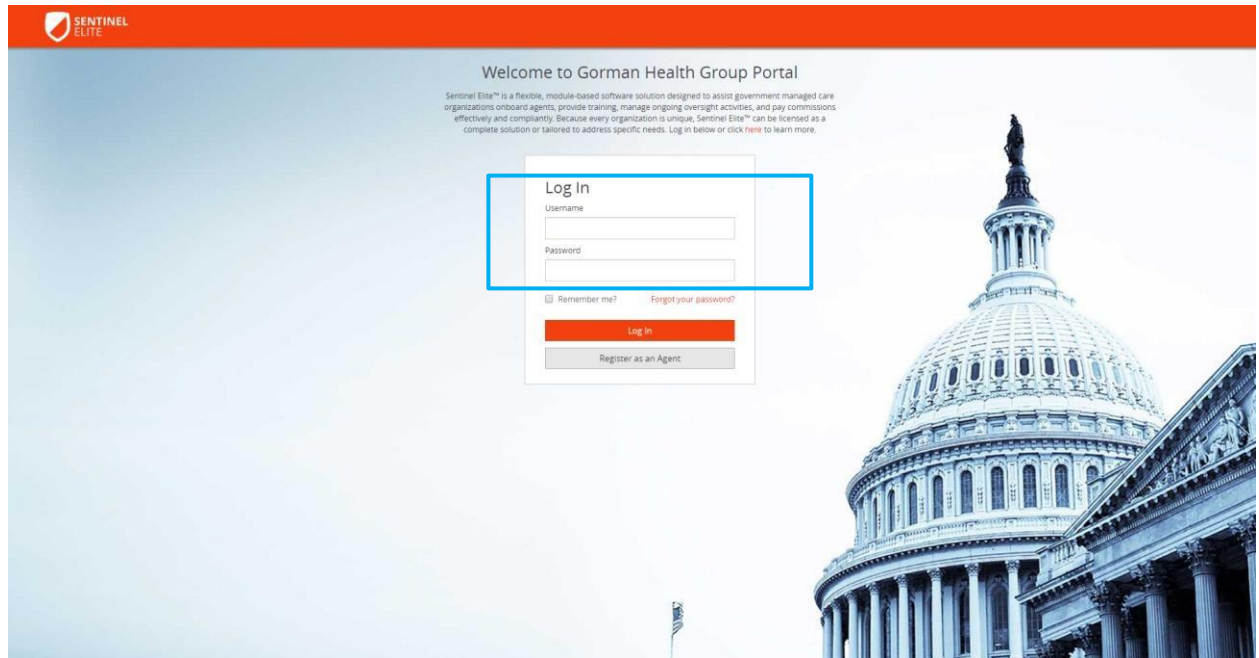 SENTINEL
ELITE
Welcome to Gorman Health Group Portal
Sentinel Elite™ is a flexible, module-based software solution designed to assist government managed care
organizations onboard agents, provide training, manage ongoing oversight activities, and pay commissions
effectively and compliantly. Because every organization is unique, Sentinel Elite™ can be licensed as a
complete solution or tailored to address specific needs. Log in below or click here to learn more.
Log In
Username
Password
Remember me? Forgot your password?
Log In
Register as an Agent